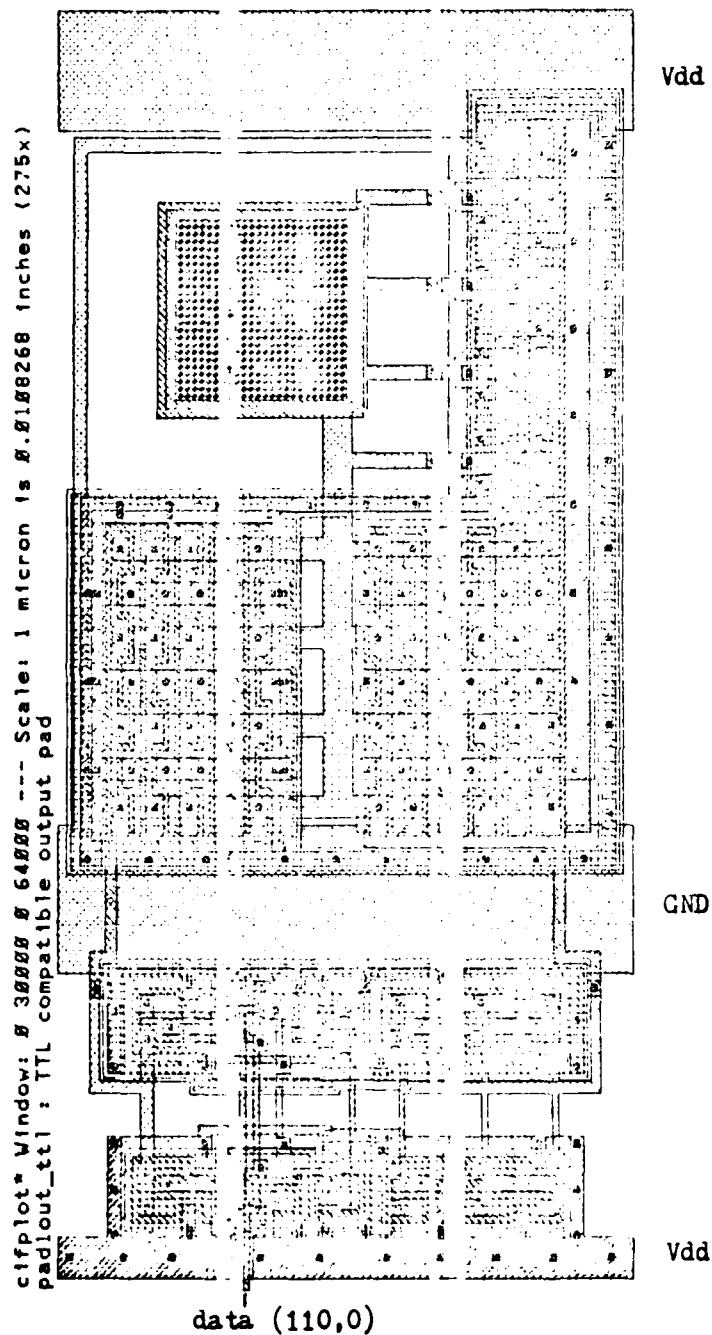 cifplot* Window: 0 30000 0 64000 --- Scale: 1 micron is 0.0108268 inches (275x)
padlout_ttl : TTL compatible output pad
Vdd
GND
Vdd
data (110,0)